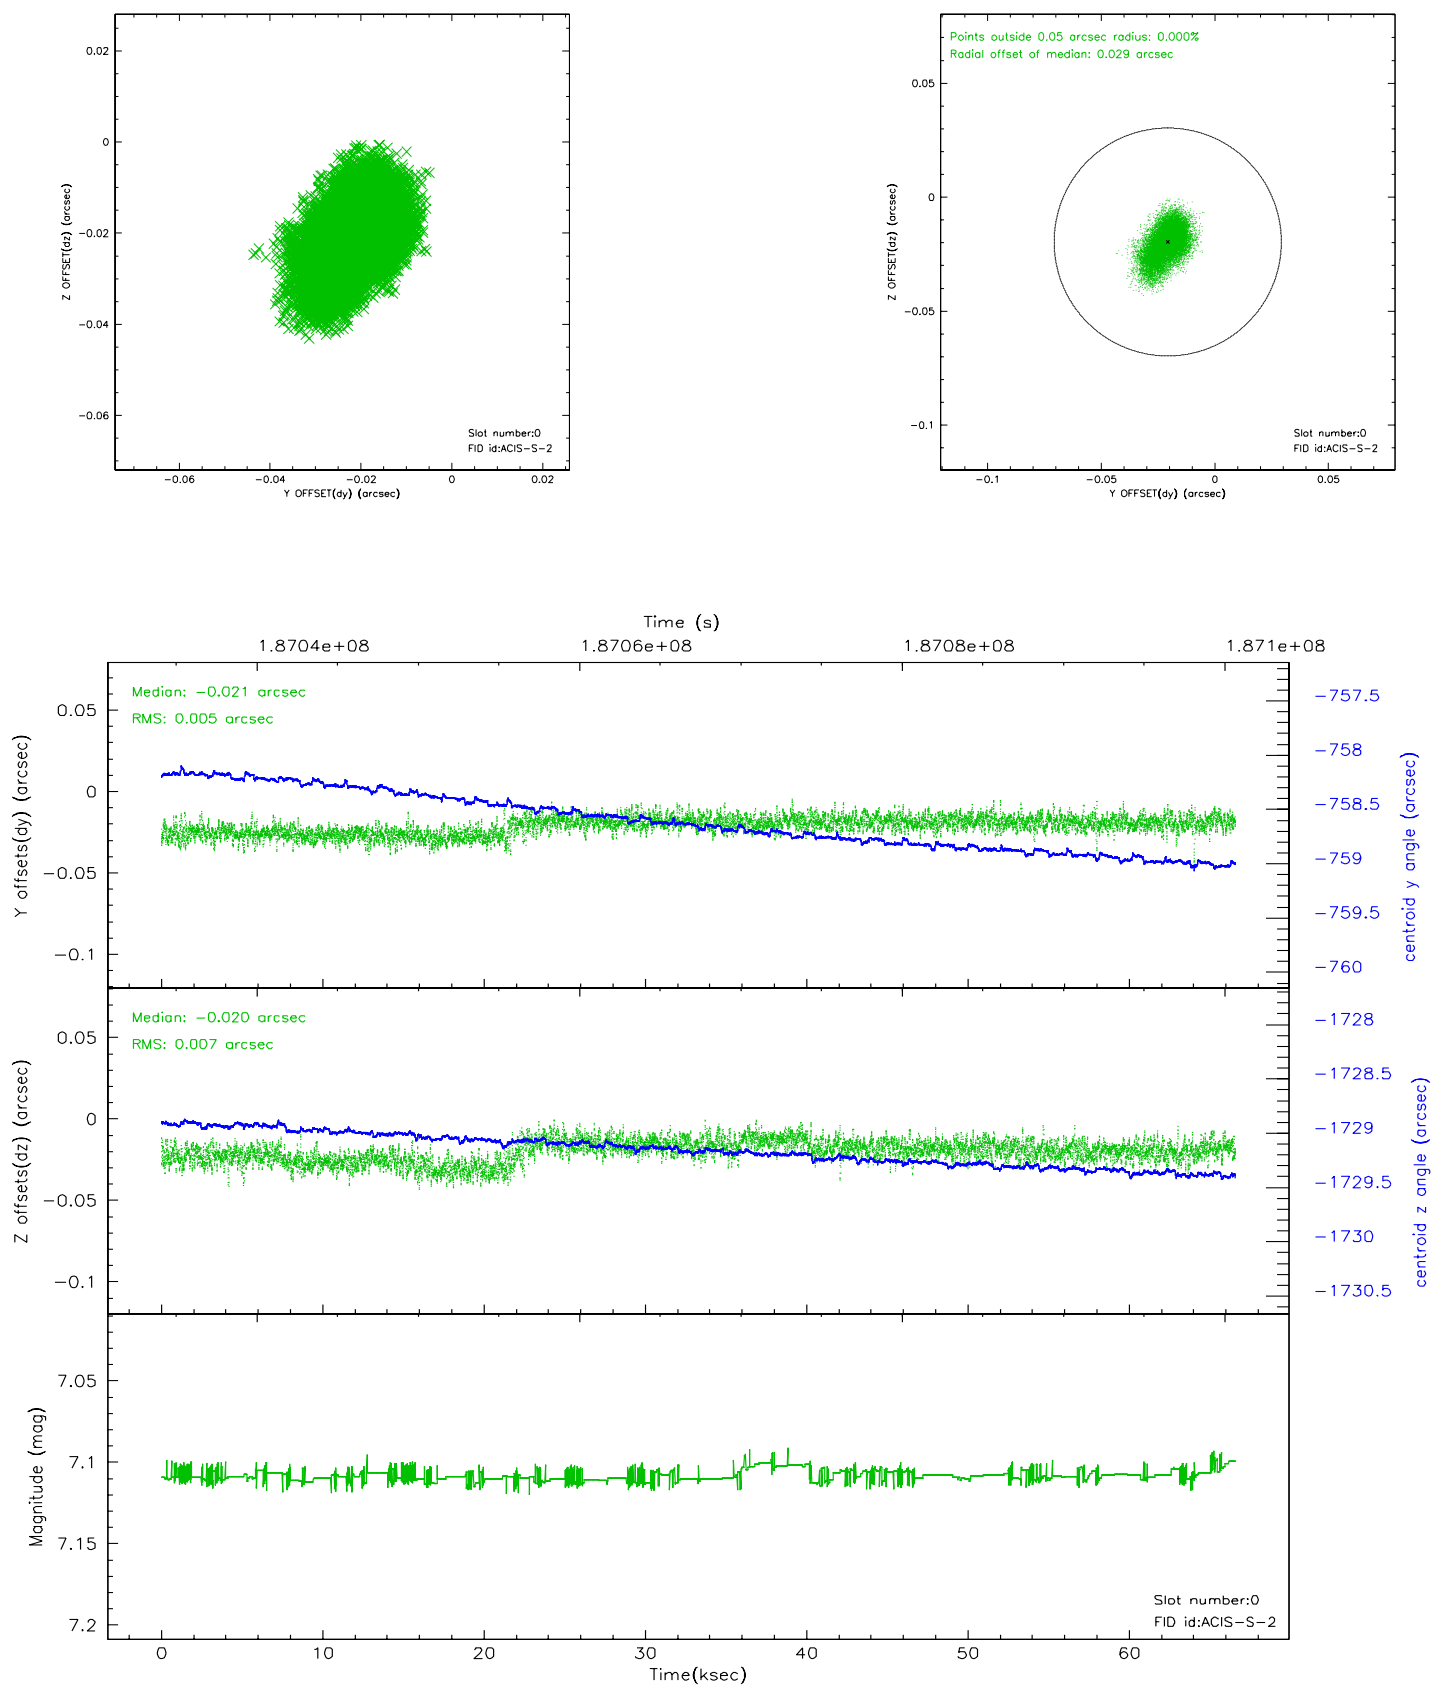 0.02
0
−0.02
−0.04
−0.06
Z OFFSET(dz) (arcsec)
Slot number:0
FID id:ACIS−S−2
−0.06 −0.04 −0.02 0 0.02
Y OFFSET(dy) (arcsec)
Points outside 0.05 arcsec radius: 0.000%
Radial offset of median: 0.029 arcsec
0.05
0
−0.05
−0.1
Z OFFSET(dz) (arcsec)
Slot number:0
FID id:ACIS−S−2
−0.1 −0.05 0 0.05
Y OFFSET(dy) (arcsec)
Time (s)
1.8704e+08 1.8706e+08 1.8708e+08 1.871e+08
Median: −0.021 arcsec
RMS: 0.005 arcsec
0.05
0
−0.05
−0.1
Y offsets(dy) (arcsec)
−757.5
−758
−758.5
−759
−759.5
−760
centroid y angle (arcsec)
Median: −0.020 arcsec
RMS: 0.007 arcsec
0.05
0
−0.05
−0.1
Z offsets(dz) (arcsec)
−1728
−1728.5
−1729
−1729.5
−1730
−1730.5
centroid z angle (arcsec)
7.05
7.1
7.15
7.2
Magnitude (mag)
Slot number:0
FID id:ACIS−S−2
0 10 20 30 40 50 60
Time(ksec)